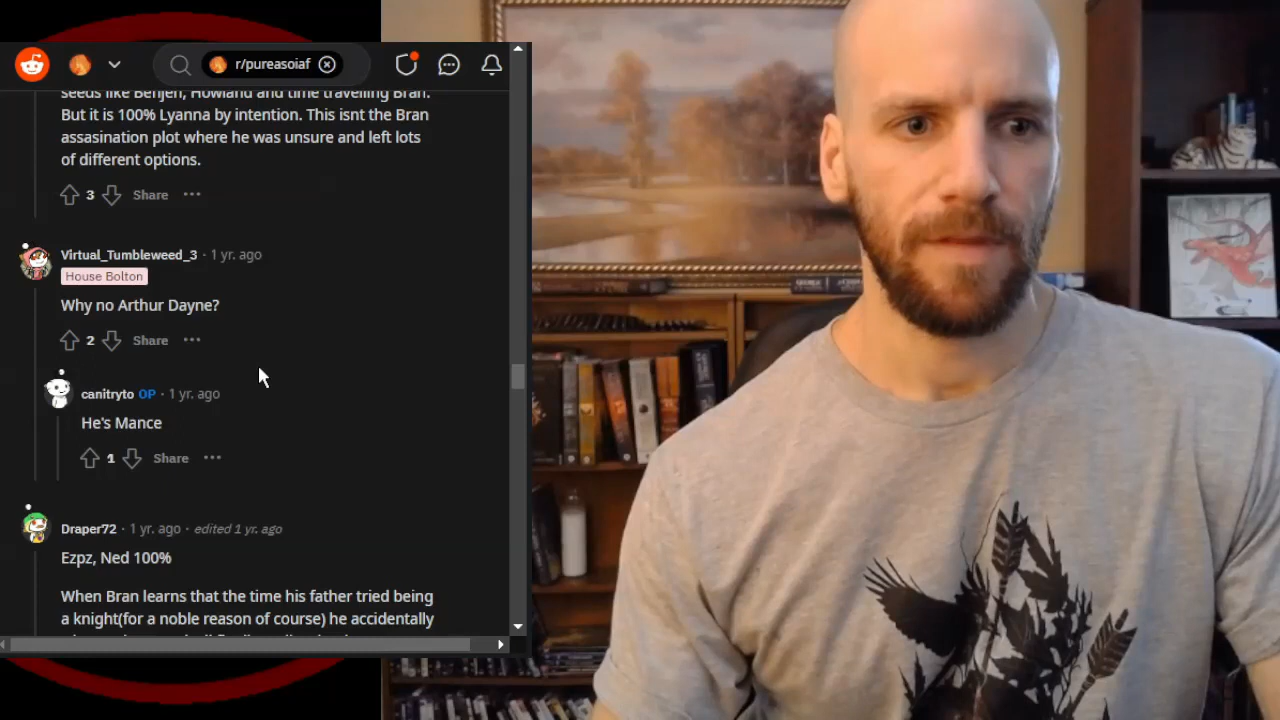 r/pureasoiaf
seeds like Benjen, Howland and time travelling Bran.
But it is 100% Lyanna by intention. This isnt the Bran
assasination plot where he was unsure and left lots
of different options.
3 Share
Virtual_Tumbleweed_3 · 1 yr. ago
House Bolton
Why no Arthur Dayne?
2 Share
canitryto OP · 1 yr. ago
He's Mance
1 Share
Draper72 · 1 yr. ago · edited 1 yr. ago
Ezpz, Ned 100%
When Bran learns that the time his father tried being
a knight(for a noble reason of course) he accidentally